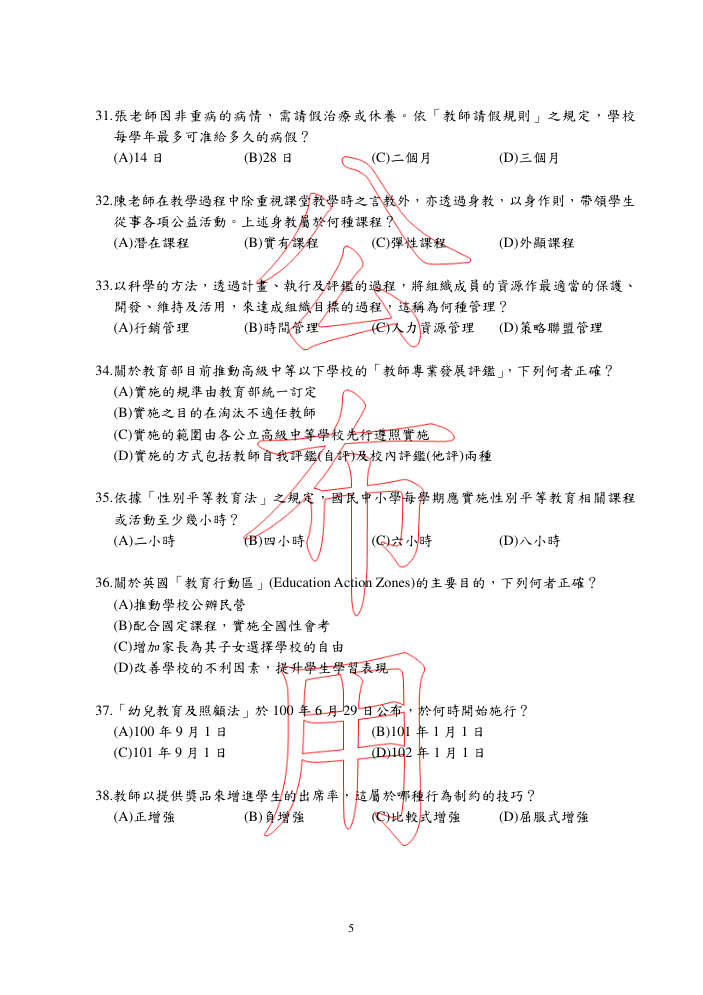 31.張老師因非重病的病情，需請假治療或休養。依「教師請假規則」之規定，學校
每學年最多可准給多久的病假？
(A)14 日 (B)28 日 (C)二個月 (D)三個月
32.陳老師在教學過程中除重視課堂教學時之言教外，亦透過身教，以身作則，帶領學生
從事各項公益活動。上述身教屬於何種課程？
(A)潛在課程 (B)實有課程 (C)彈性課程 (D)外顯課程
33.以科學的方法，透過計畫、執行及評鑑的過程，將組織成員的資源作最適當的保護、
開發、維持及活用，來達成組織目標的過程，這稱為何種管理？
(A)行銷管理 (B)時間管理 (C)人力資源管理 (D)策略聯盟管理
34.關於教育部目前推動高級中等以下學校的「教師專業發展評鑑」，下列何者正確？
(A)實施的規準由教育部統一訂定
(B)實施之目的在淘汰不適任教師
(C)實施的範圍由各公立高級中等學校先行遵照實施
(D)實施的方式包括教師自我評鑑(自評)及校內評鑑(他評)兩種
35.依據「性別平等教育法」之規定，國民中小學每學期應實施性別平等教育相關課程
或活動至少幾小時？
(A)二小時 (B)四小時 (C)六小時 (D)八小時
36.關於英國「教育行動區」(Education Action Zones)的主要目的，下列何者正確？
(A)推動學校公辦民營
(B)配合國定課程，實施全國性會考
(C)增加家長為其子女選擇學校的自由
(D)改善學校的不利因素，提升學生學習表現
37.「幼兒教育及照顧法」於 100 年 6 月 29 日公布，於何時開始施行？
(A)100 年 9 月 1 日 (B)101 年 1 月 1 日
(C)101 年 9 月 1 日 (D)102 年 1 月 1 日
38.教師以提供獎品來增進學生的出席率，這屬於哪種行為制約的技巧？
(A)正增強 (B)負增強 (C)比較式增強 (D)屈服式增強
公布用
5